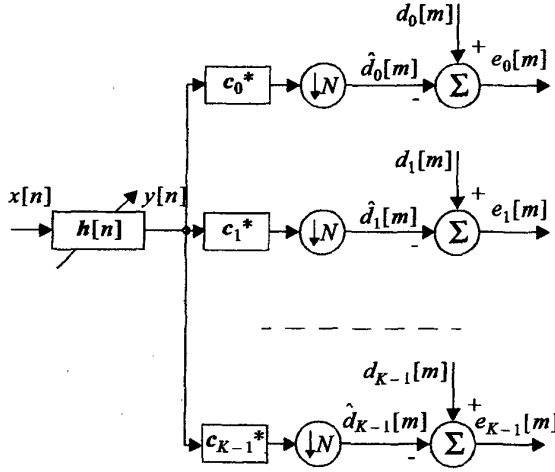 d₀[m]
c₀* ↓N d̂₀[m] - Σ + e₀[m]
d₁[m]
x[n] h[n] y[n] c₁* ↓N d̂₁[m] - Σ + e₁[m]
d_{K-1}[m]
c_{K-1}* ↓N d̂_{K-1}[m] - Σ + e_{K-1}[m]